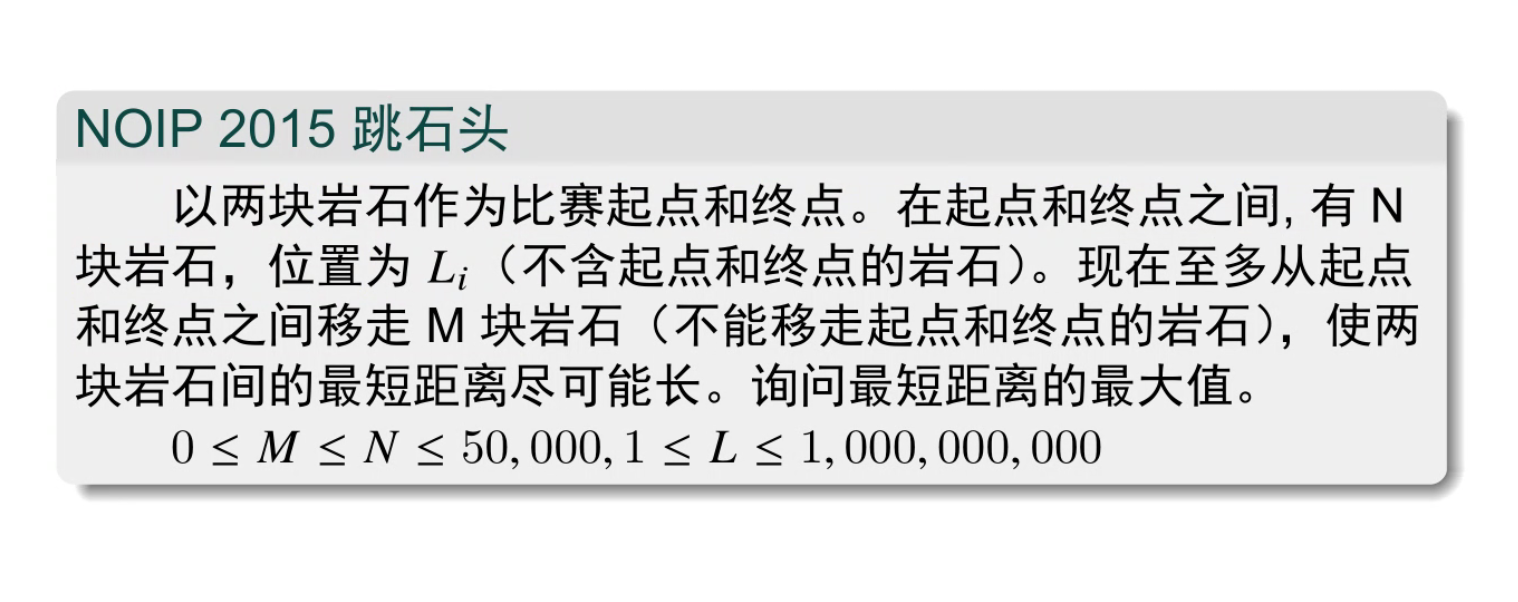 NOIP 2015 跳石头
以两块岩石作为比赛起点和终点。在起点和终点之间, 有 N
块岩石，位置为 L_i（不含起点和终点的岩石）。现在至多从起点
和终点之间移走 M 块岩石（不能移走起点和终点的岩石），使两
块岩石间的最短距离尽可能长。询问最短距离的最大值。
0 ≤ M ≤ N ≤ 50,000, 1 ≤ L ≤ 1,000,000,000